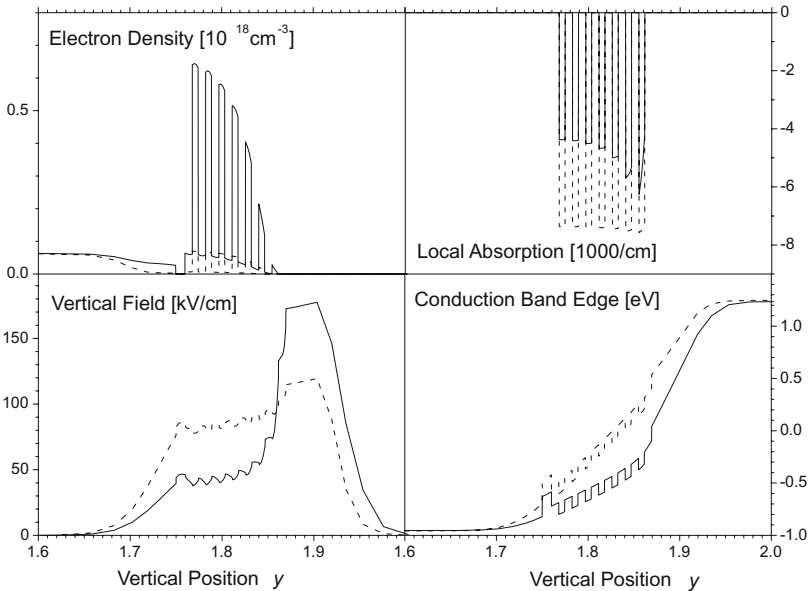 Electron Density [10 18cm-3]
0.5
0.0
0
-2
-4
-6
-8
Local Absorption [1000/cm]
Vertical Field [kV/cm]
150
100
50
0
Conduction Band Edge [eV]
1.0
0.5
0.0
-0.5
-1.0
1.6 1.7 1.8 1.9 1.6 1.7 1.8 1.9 2.0
Vertical Position y
Vertical Position y